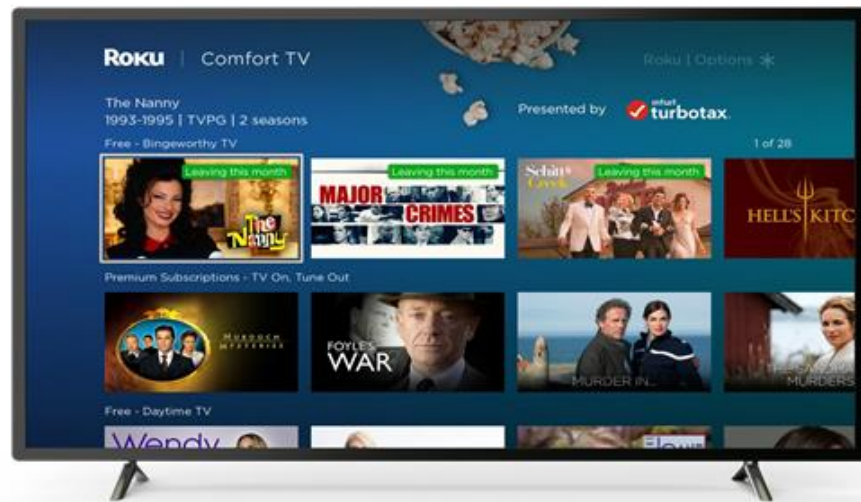 Roku | Comfort TV
Roku | Options ✱
The Nanny
1993-1995 | TVPG | 2 seasons
Presented by
intuit
turbotax.
Free - Bingeworthy TV
1 of 28
Leaving this month
The
Nanny
Leaving this month
MAJOR
CRIMES
Leaving this month
Schitt's
Creek
HELL'S KITC
Premium Subscriptions - TV On, Tune Out
MURDOCH
MYSTERIES
FOYLE'S
WAR
MURDER IN...
MURDERS
Free - Daytime TV
Wendy